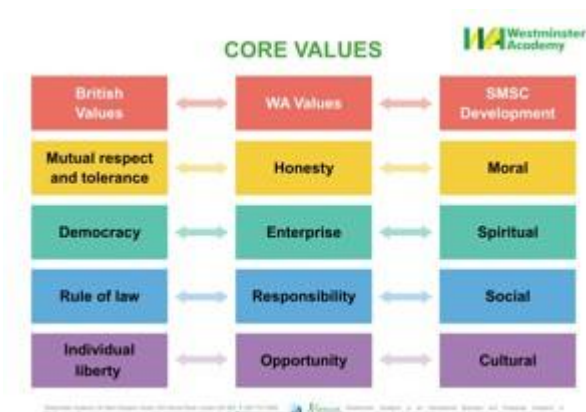 Westminster
Academy
CORE VALUES
British
Values
WA Values
SMSC
Development
Mutual respect
and tolerance
Honesty
Moral
Democracy
Enterprise
Spiritual
Rule of law
Responsibility
Social
Individual
liberty
Opportunity
Cultural